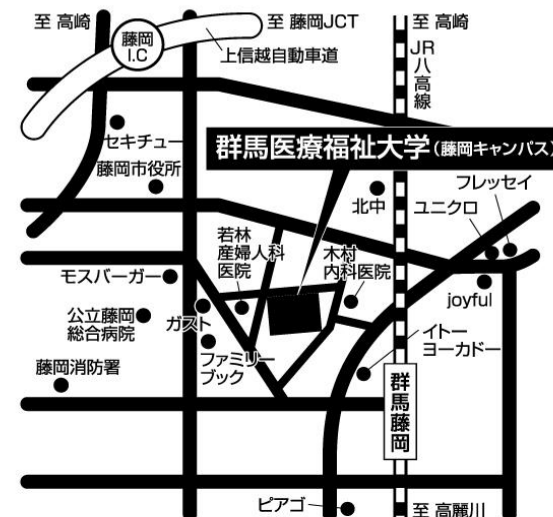 至 高崎
至 藤岡JCT
至 高崎
藤岡
I.C
上信越自動車道
JR八高線
セキチュー
群馬医療福祉大学(藤岡キャンパス)
藤岡市役所
北中
フレッセイ
ユニクロ
若林
産婦人科
医院
木村
内科医院
モスバーガー
joyful
公立藤岡
総合病院
ガスト
イトー
ヨーカドー
ファミリー
ブック
藤岡消防署
群馬藤岡
ピアゴ
至 高麗川